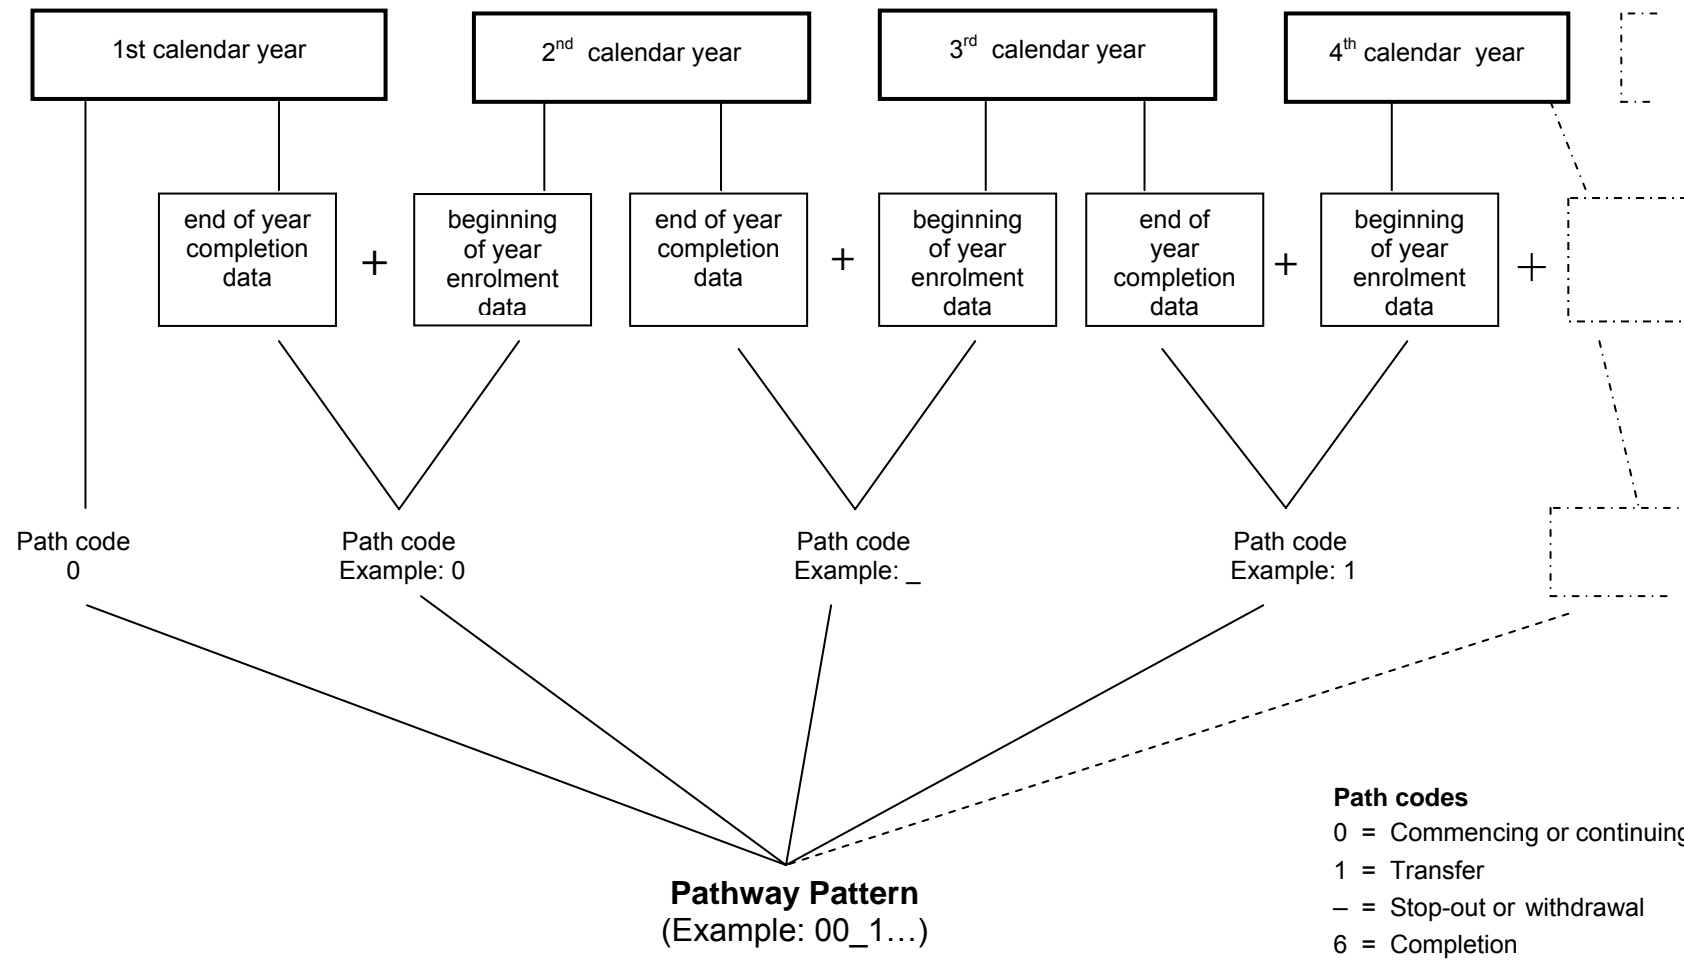 1st calendar year
2nd calendar year
3rd calendar year
4th calendar year
end of year
completion
data
+
beginning
of year
enrolment
data
end of year
completion
data
+
beginning
of year
enrolment
data
end of
year
completion
data
+
beginning
of year
enrolment
data
+
Path code
0
Path code
Example: 0
Path code
Example: _
Path code
Example: 1
Pathway Pattern
(Example: 00_1…)
Path codes
0 = Commencing or continuing
1 = Transfer
– = Stop-out or withdrawal
6 = Completion